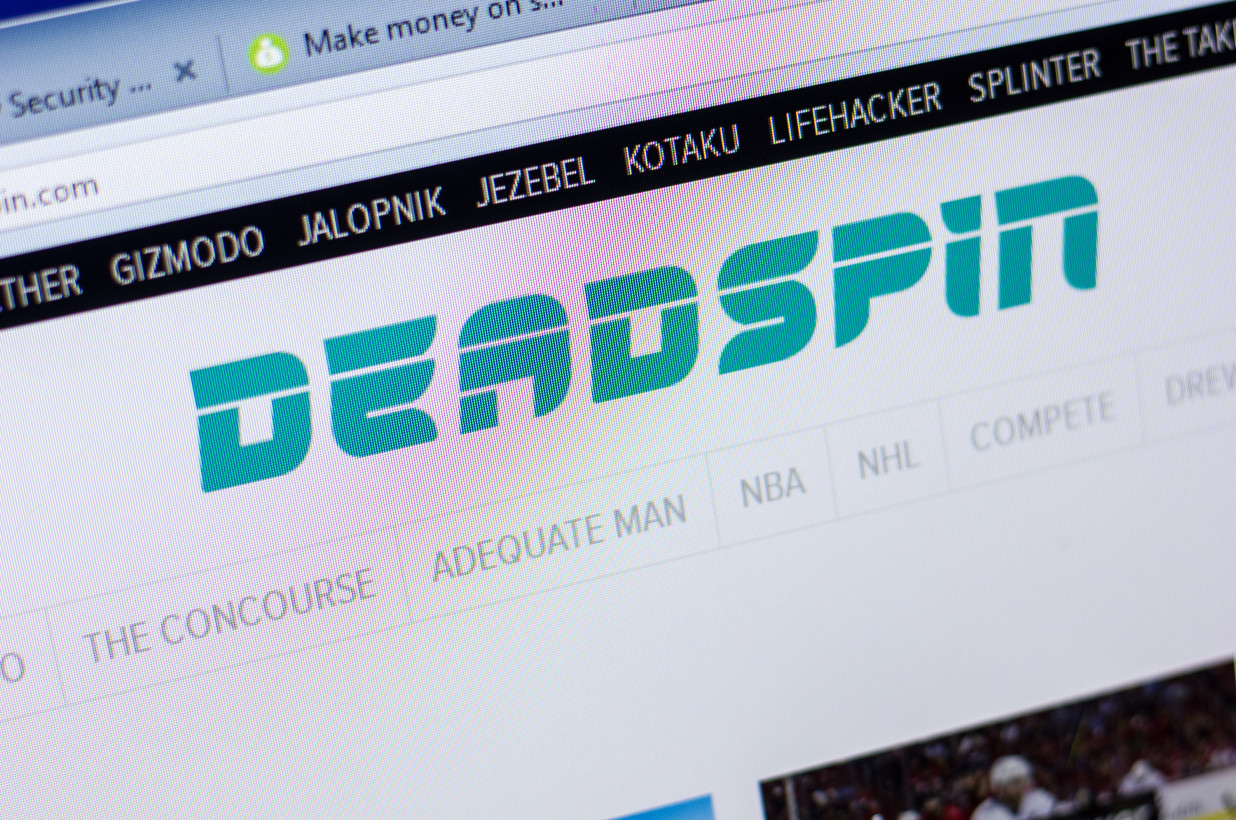 Security ...
Make money on s...
in.com
THER GIZMODO JALOPNIK JEZEBEL KOTAKU LIFEHACKER SPLINTER THE TAK
DEADSPIN
O THE CONCOURSE ADEQUATE MAN NBA NHL COMPETE DREW